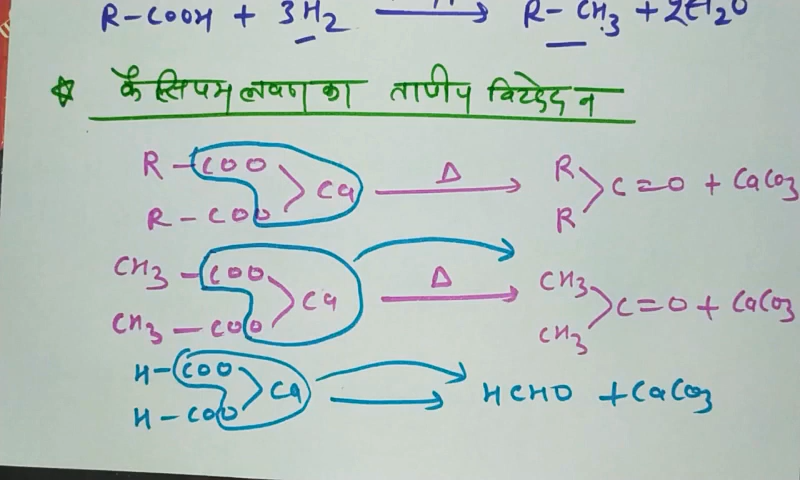 R-COOH + 3H2 → R-CH3 + 2H2O
☆ कैल्सियम लवण का तापीय विच्छेदन
R-COO
R-COO > Ca —Δ→ R R > C=O + CaCO3
CH3-COO
CH3-COO > Ca —Δ→ CH3 CH3 > C=O + CaCO3
H-COO
H-COO > Ca → HCHO + CaCO3